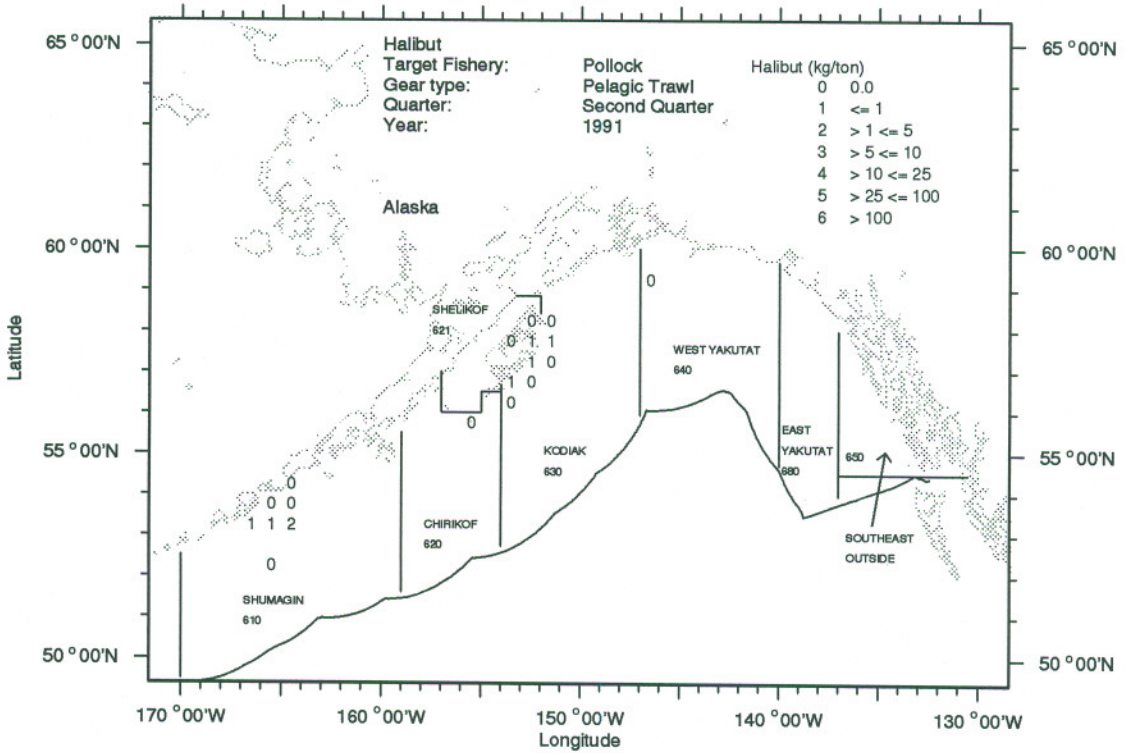 65 °00'N
65 °00'N
Halibut
Target Fishery: Pollock
Gear type: Pelagic Trawl
Quarter: Second Quarter
Year: 1991
Halibut (kg/ton)
0 0.0
1 <= 1
2 > 1 <= 5
3 > 5 <= 10
4 > 10 <= 25
5 > 25 <= 100
6 > 100
Alaska
60 °00'N
60 °00'N
0
SHELIKOF
621
0 0
0 1 1
1 1 0
1 0
0
0
WEST YAKUTAT
640
55 °00'N
55 °00'N
EAST
YAKUTAT
680
650
KODIAK
630
0
0 0
1 1 2
0
CHIRIKOF
620
SOUTHEAST
OUTSIDE
SHUMAGIN
610
50 °00'N
50 °00'N
170 °00'W
160 °00'W
150 °00'W
140 °00'W
130 °00'W
Latitude
Longitude